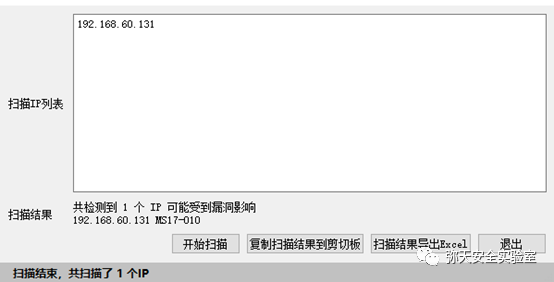 192.168.60.131
扫描IP列表
扫描结果
共检测到 1 个 IP 可能受到漏洞影响
192.168.60.131 MS17-010
开始扫描
复制扫描结果到剪切板
扫描结果导出Excel
退出
弥天安全实验室
扫描结束，共扫描了 1 个IP